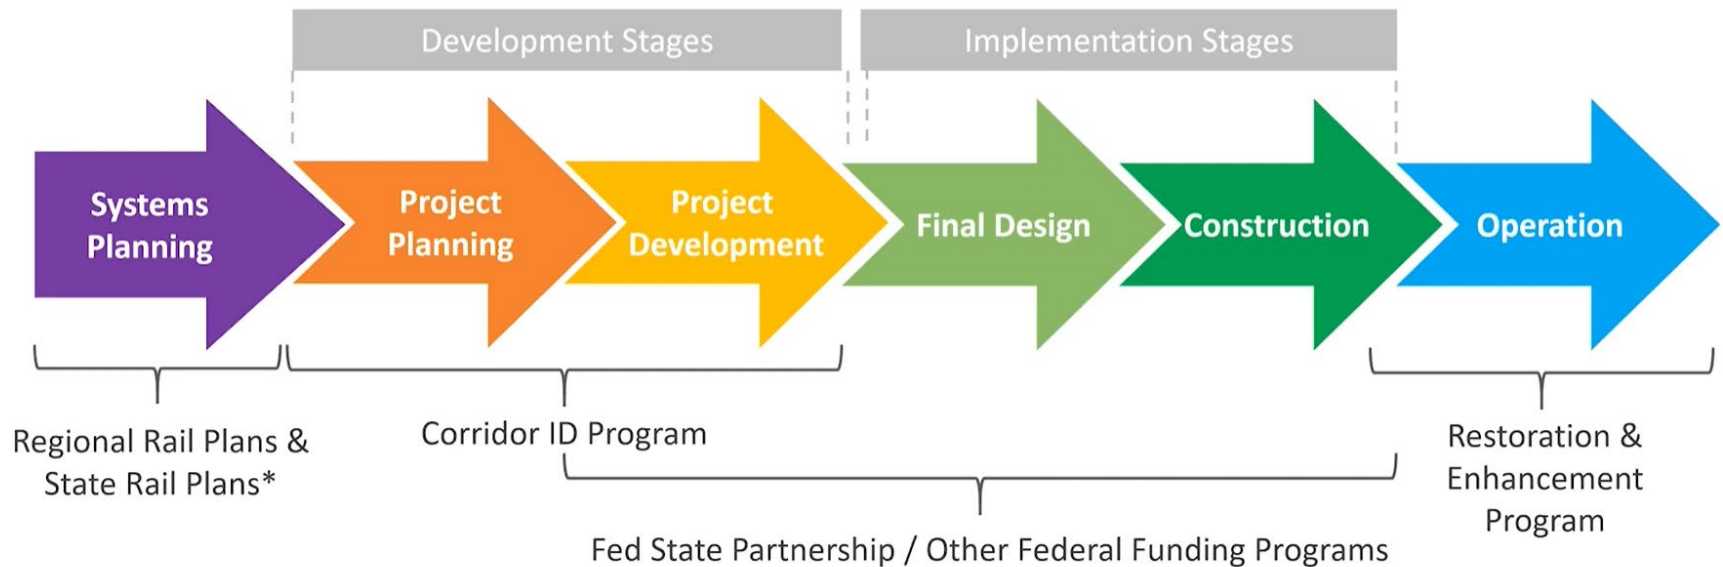 Development Stages
Implementation Stages
Systems
Planning
Project
Planning
Project
Development
Final Design
Construction
Operation
Regional Rail Plans &
State Rail Plans*
Corridor ID Program
Restoration &
Enhancement
Program
Fed State Partnership / Other Federal Funding Programs